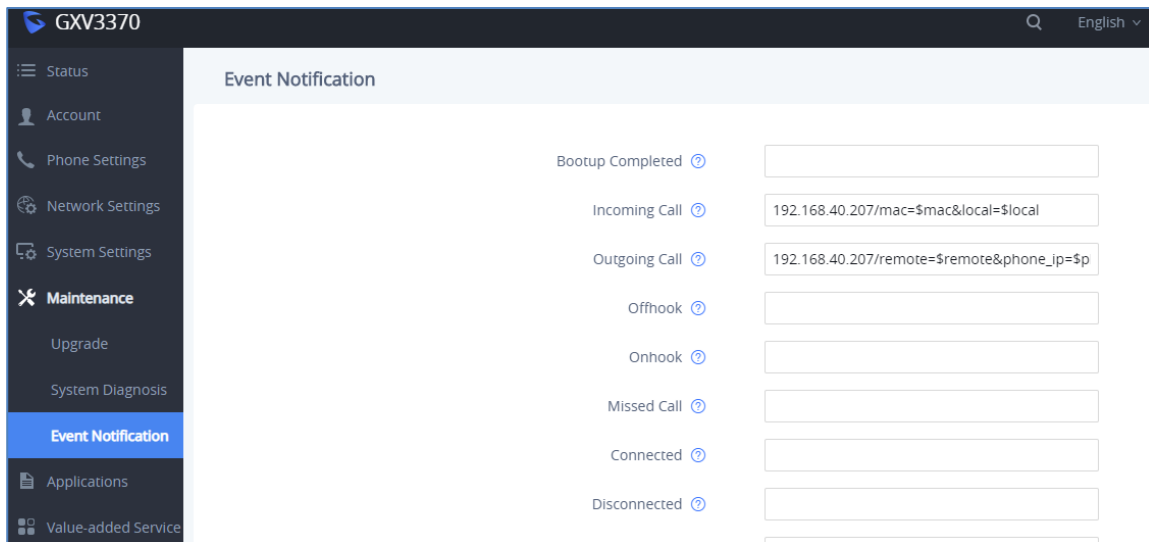 GXV3370
English
Status
Account
Phone Settings
Network Settings
System Settings
Maintenance
Upgrade
System Diagnosis
Event Notification
Applications
Value-added Service
Event Notification
Bootup Completed
Incoming Call 192.168.40.207/mac=$mac&local=$local
Outgoing Call 192.168.40.207/remote=$remote&phone_ip=$p
Offhook
Onhook
Missed Call
Connected
Disconnected